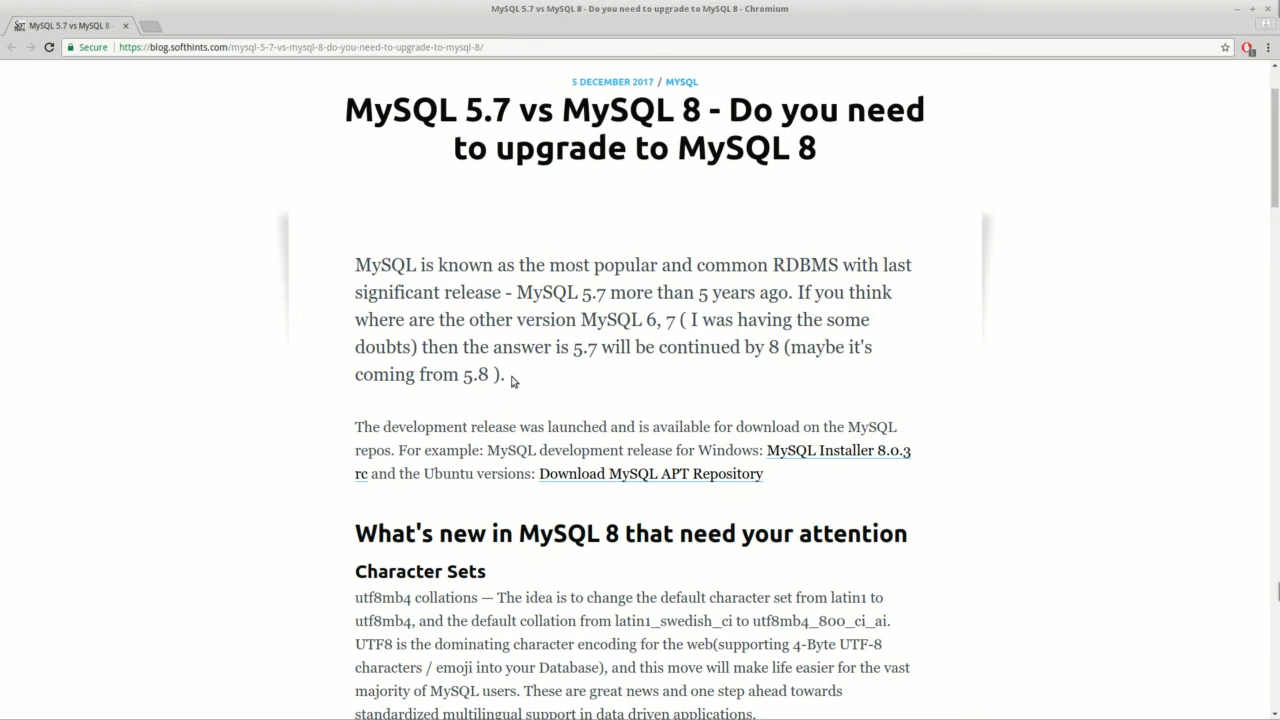 MySQL 5.7 vs MySQL 8 - Do you need to upgrade to MySQL 8 - Chromium
MySQL 5.7 vs MySQL 8 -
Secure
https://blog.softhints.com/mysql-5-7-vs-mysql-8-do-you-need-to-upgrade-to-mysql-8/
5 DECEMBER 2017 / MYSQL
MySQL 5.7 vs MySQL 8 - Do you need
to upgrade to MySQL 8
MySQL is known as the most popular and common RDBMS with last
significant release - MySQL 5.7 more than 5 years ago. If you think
where are the other version MySQL 6, 7 ( I was having the some
doubts) then the answer is 5.7 will be continued by 8 (maybe it's
coming from 5.8 ).
The development release was launched and is available for download on the MySQL
repos. For example: MySQL development release for Windows: MySQL Installer 8.0.3
rc and the Ubuntu versions: Download MySQL APT Repository
What's new in MySQL 8 that need your attention
Character Sets
utf8mb4 collations — The idea is to change the default character set from latin1 to
utf8mb4, and the default collation from latin1_swedish_ci to utf8mb4_800_ci_ai.
UTF8 is the dominating character encoding for the web(supporting 4-Byte UTF-8
characters / emoji into your Database), and this move will make life easier for the vast
majority of MySQL users. These are great news and one step ahead towards
standardized multilingual support in data driven applications.